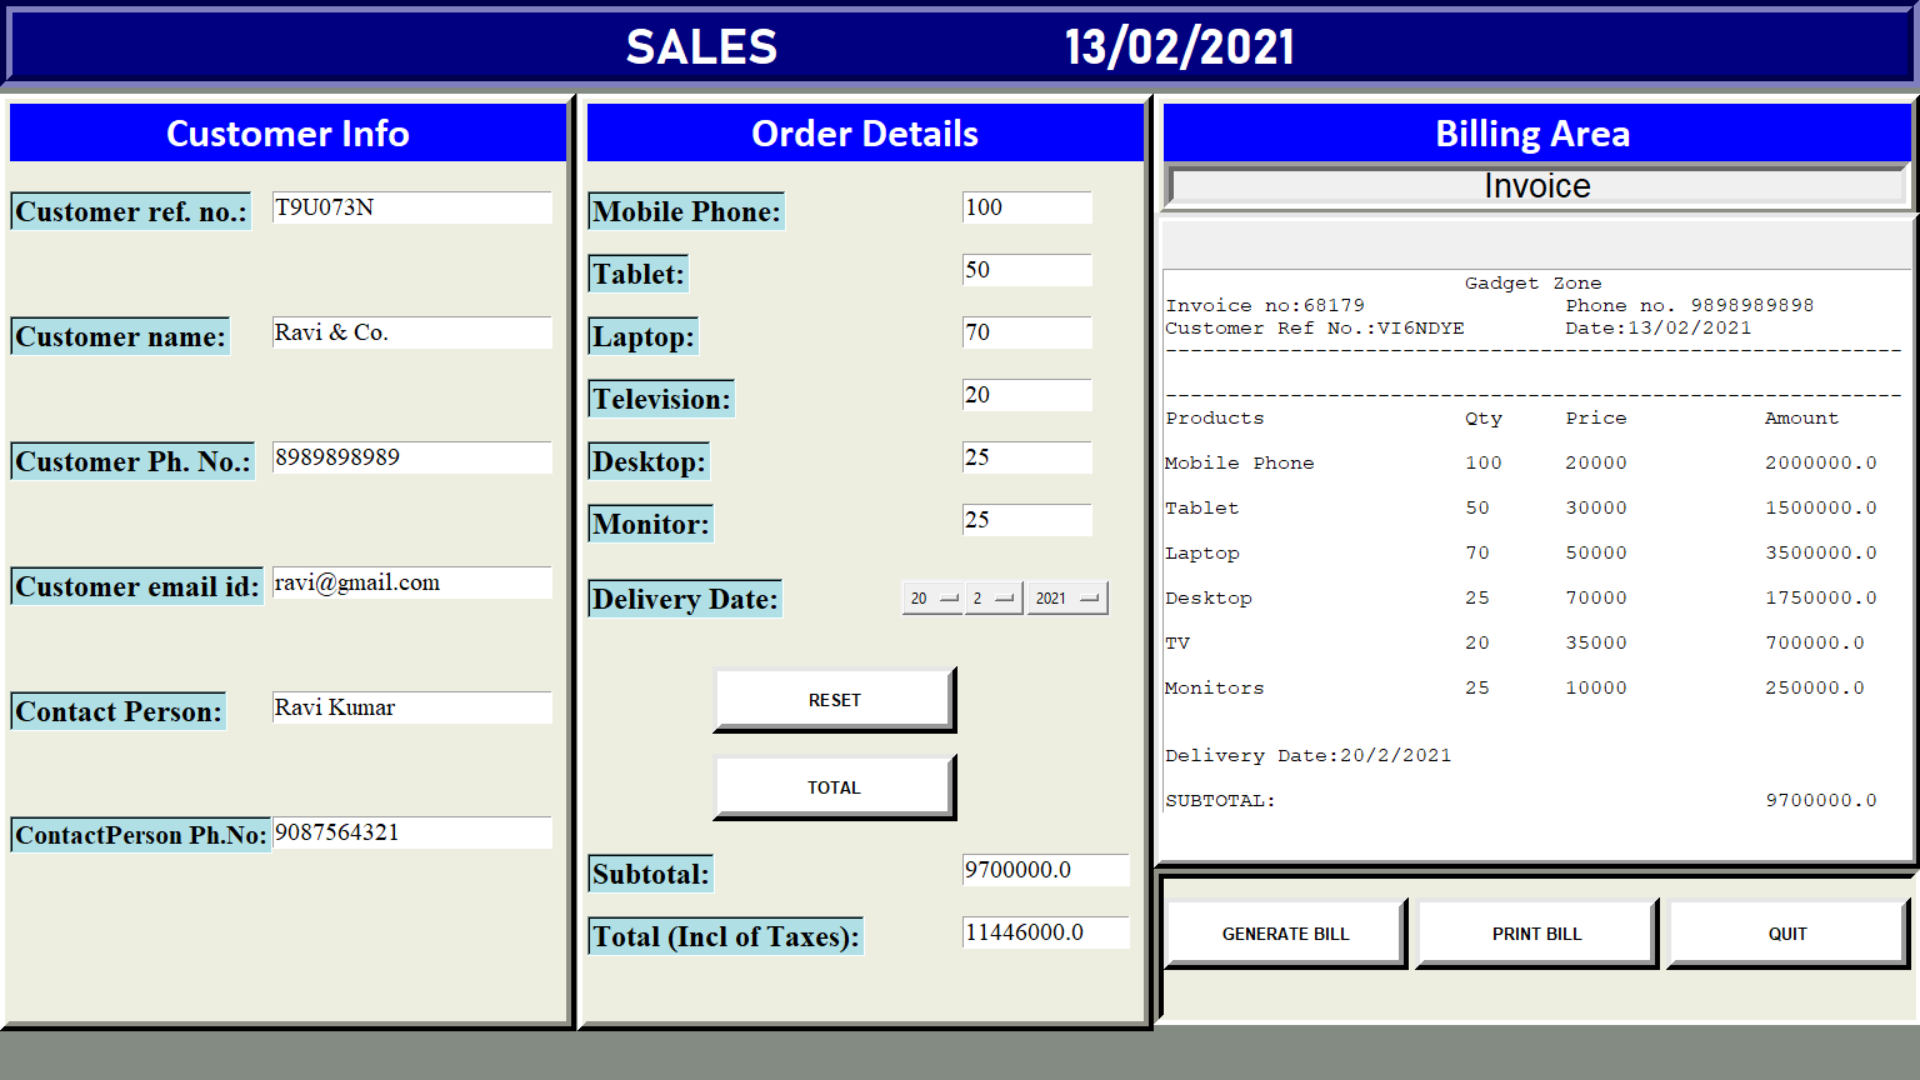 SALES 13/02/2021
Customer Info
Customer ref. no.: T9U073N
Customer name: Ravi & Co.
Customer Ph. No.: 8989898989
Customer email id: ravi@gmail.com
Contact Person: Ravi Kumar
ContactPerson Ph.No: 9087564321
Order Details
Mobile Phone: 100
Tablet: 50
Laptop: 70
Television: 20
Desktop: 25
Monitor: 25
Delivery Date: 20 2 2021
RESET
TOTAL
Subtotal: 9700000.0
Total (Incl of Taxes): 11446000.0
Billing Area
Invoice
Gadget Zone
Invoice no:68179 Phone no. 9898989898
Customer Ref No.:VI6NDYE Date:13/02/2021
-----------------------------------------------------------
-----------------------------------------------------------
Products Qty Price Amount
Mobile Phone 100 20000 2000000.0
Tablet 50 30000 1500000.0
Laptop 70 50000 3500000.0
Desktop 25 70000 1750000.0
TV 20 35000 700000.0
Monitors 25 10000 250000.0
Delivery Date:20/2/2021
SUBTOTAL: 9700000.0
GENERATE BILL PRINT BILL QUIT